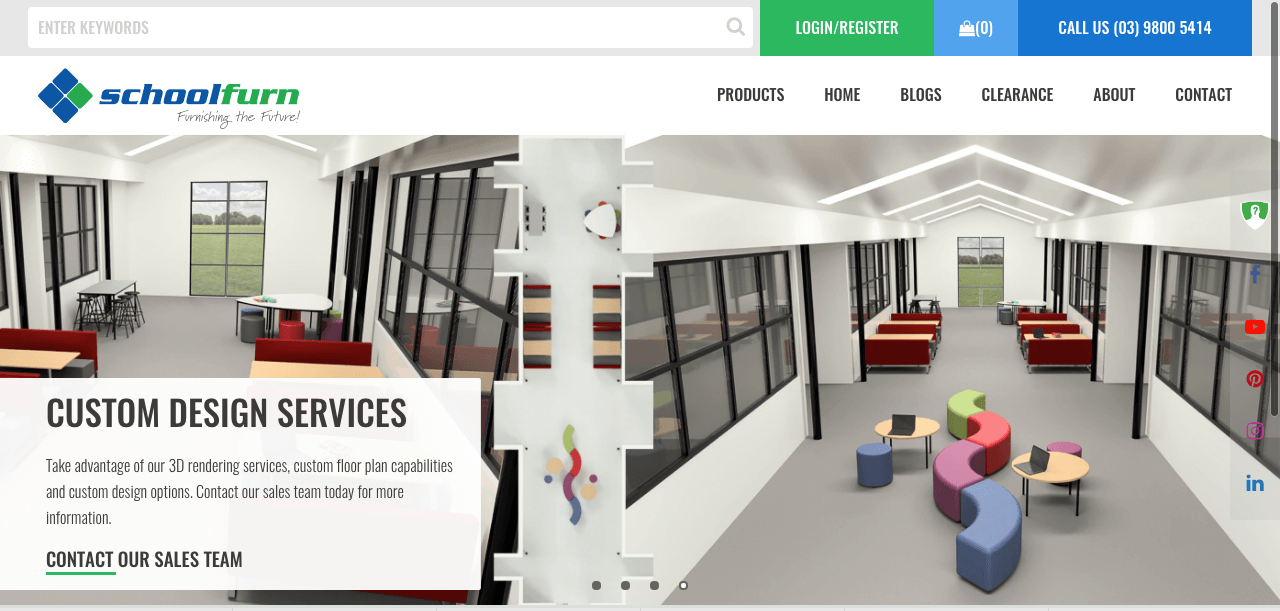 ENTER KEYWORDS
LOGIN/REGISTER
(0)
CALL US (03) 9800 5414
schoolfurn
Furnishing the Future!
PRODUCTS
HOME
BLOGS
CLEARANCE
ABOUT
CONTACT
CUSTOM DESIGN SERVICES
Take advantage of our 3D rendering services, custom floor plan capabilities
and custom design options. Contact our sales team today for more
information.
CONTACT OUR SALES TEAM